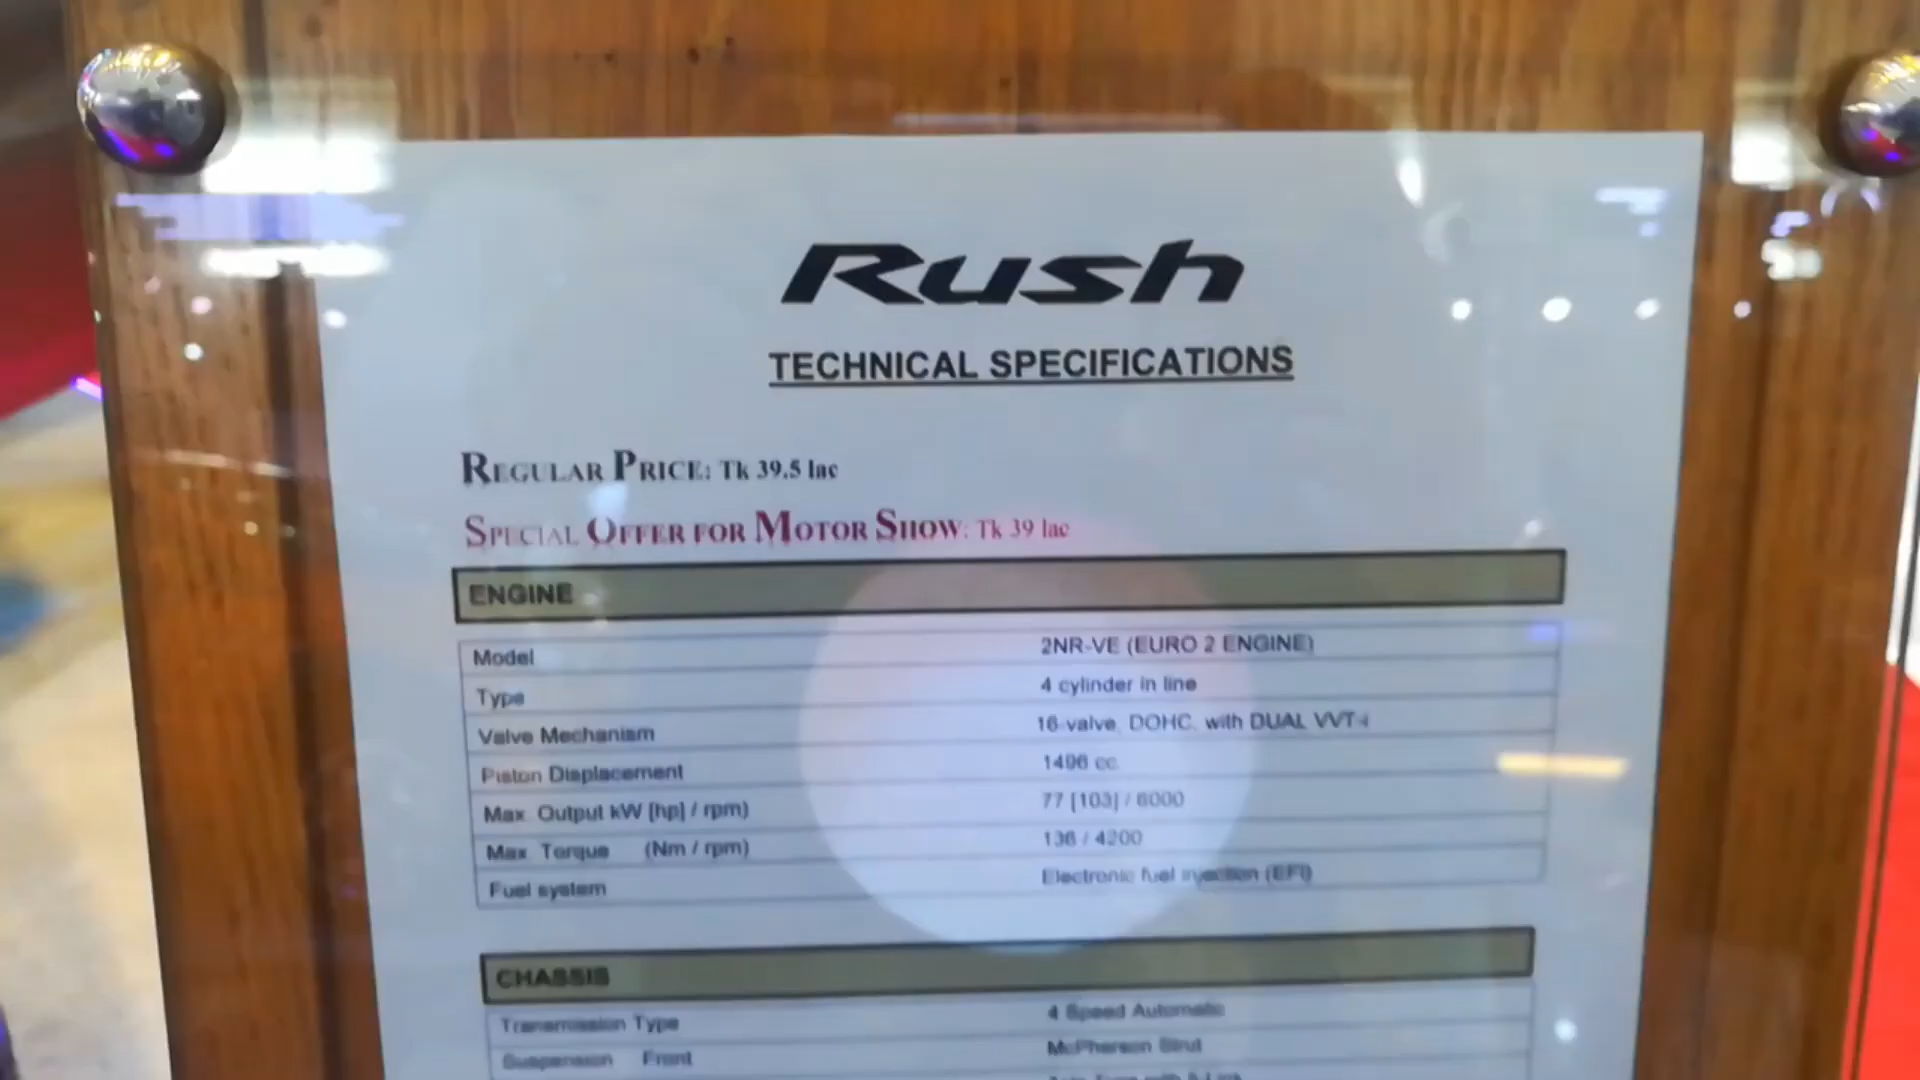 Rush
TECHNICAL SPECIFICATIONS
REGULAR PRICE: Tk 39.5 lac
SPECIAL OFFER FOR MOTOR SHOW: Tk 39 lac
ENGINE
Model 2NR-VE (EURO 2 ENGINE)
Type 4 cylinder in line
Valve Mechanism 16-valve, DOHC, with DUAL VVT-i
Piston Displacement 1496 cc
Max. Output kW [hp] / rpm) 77 [103] / 6000
Max. Torque (Nm / rpm) 136 / 4200
Fuel system Electronic fuel injection (EFI)
CHASSIS
Transmission Type 4 Speed Automatic
Suspension Front McPherson Strut